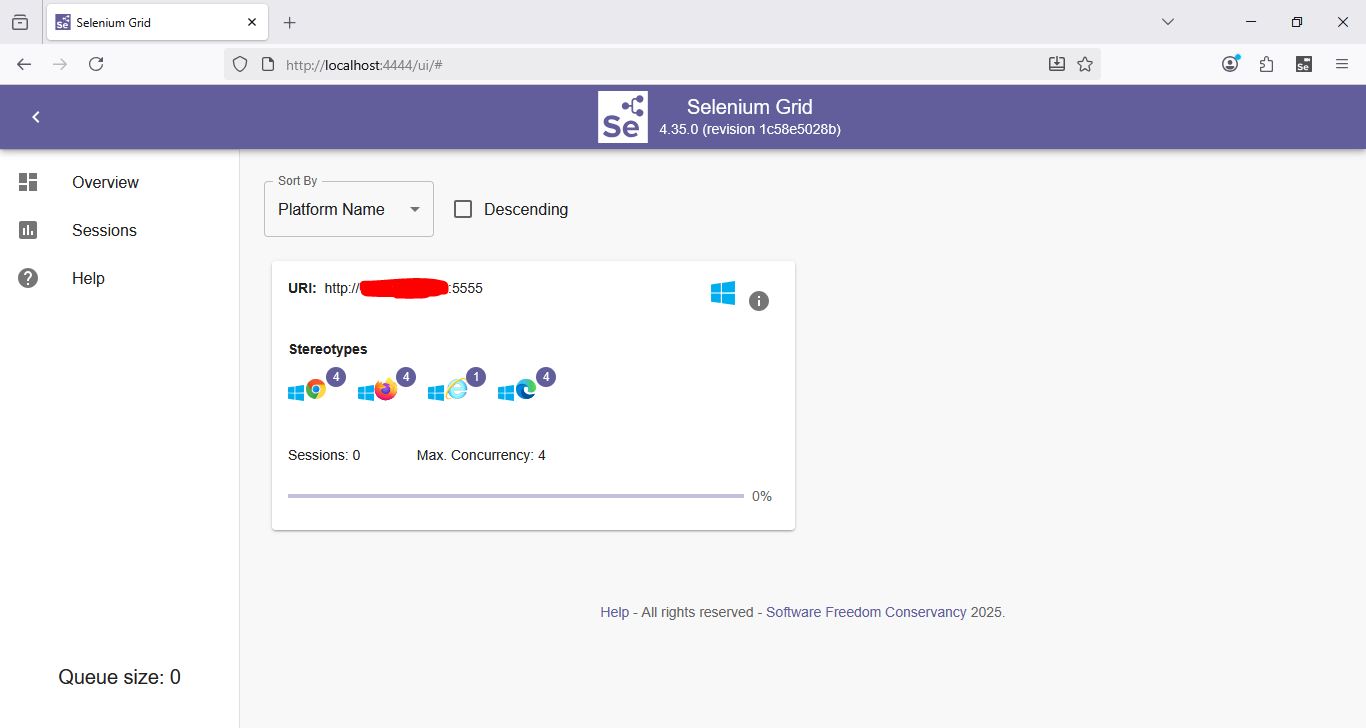 Selenium Grid
http://localhost:4444/ui/#
Se
Selenium Grid
4.35.0 (revision 1c58e5028b)
Overview
Sessions
Help
Sort By
Platform Name
Descending
URI: http:// :5555
Stereotypes
4 4 1 4
Sessions: 0 Max. Concurrency: 4
0%
Help - All rights reserved - Software Freedom Conservancy 2025.
Queue size: 0